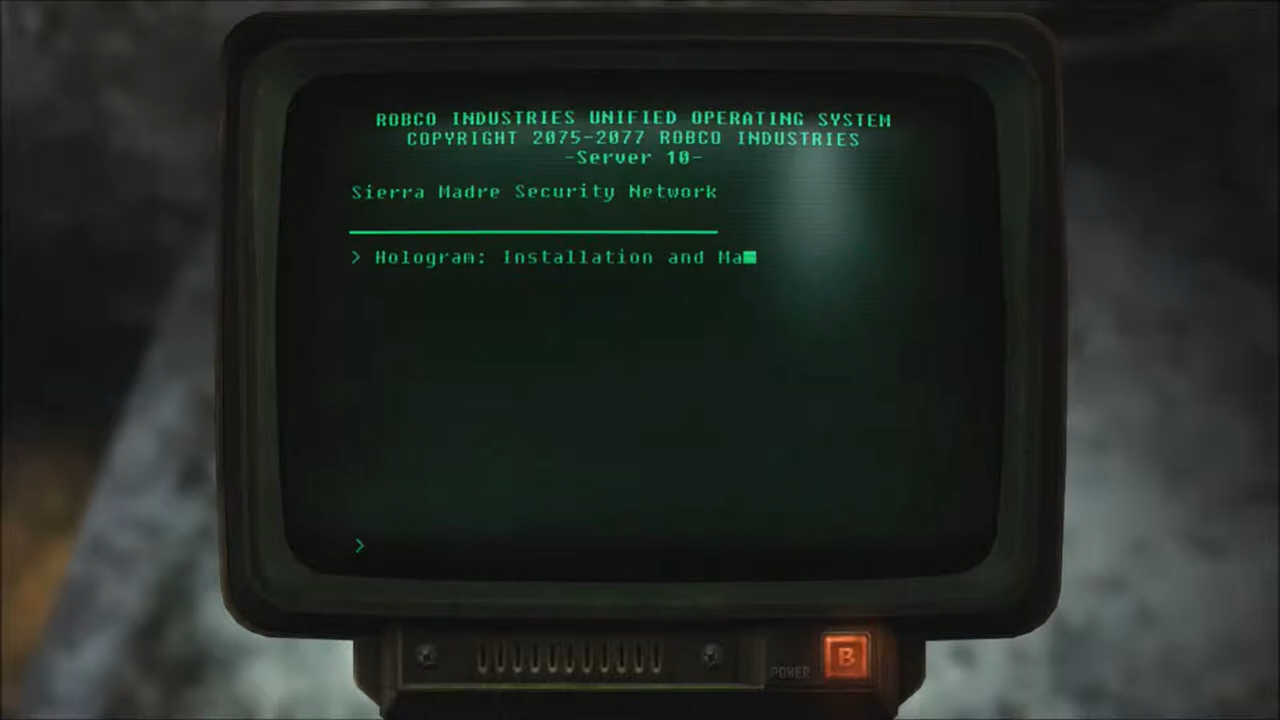 ROBCO INDUSTRIES UNIFIED OPERATING SYSTEM
COPYRIGHT 2075-2077 ROBCO INDUSTRIES
-Server 10-
Sierra Madre Security Network
> Hologram: Installation and Ma
>
POWER
B